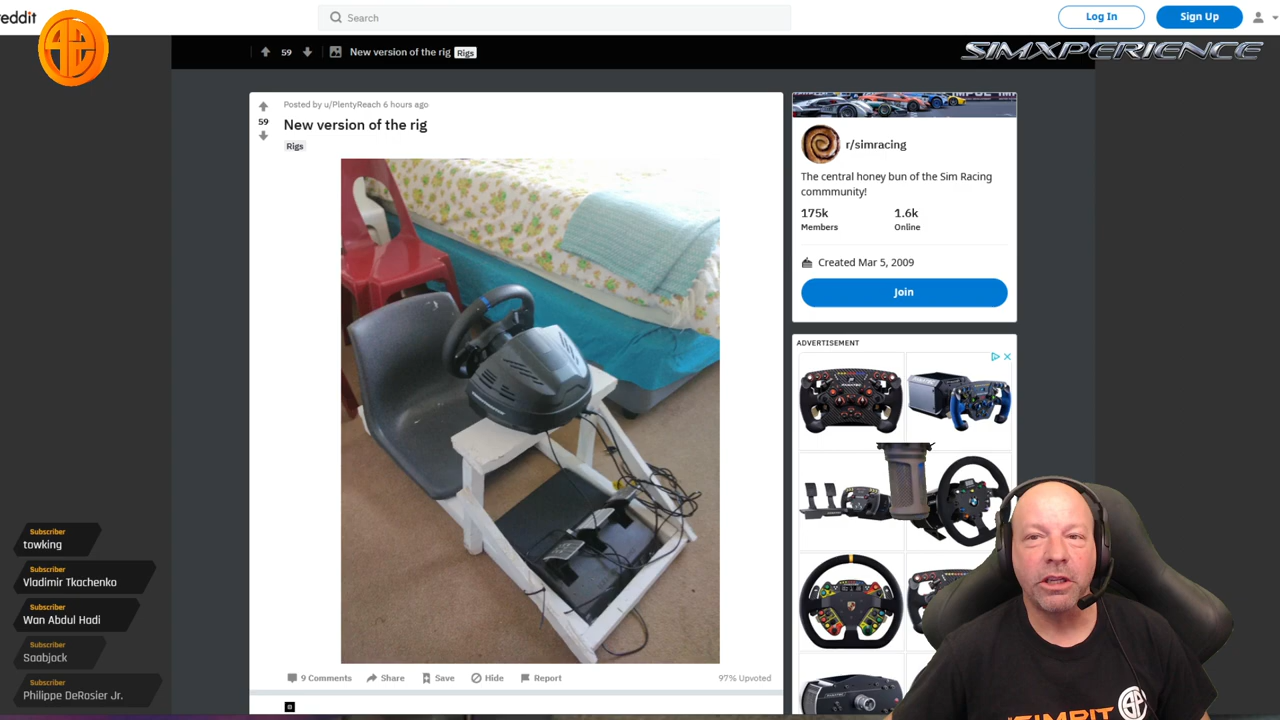 reddit
Search
Log In
Sign Up
59
New version of the rig Rigs
SIMXPERIENCE
Posted by u/PlentyReach 6 hours ago
59
New version of the rig
Rigs
r/simracing
The central honey bun of the Sim Racing
commmunity!
175k
1.6k
Members
Online
Created Mar 5, 2009
Join
ADVERTISEMENT
Subscriber
towking
Subscriber
Vladimir Tkachenko
Subscriber
Wan Abdul Hadi
Subscriber
Saabjock
Subscriber
Philippe DeRosier Jr.
9 Comments
Share
Save
Hide
Report
97% Upvoted